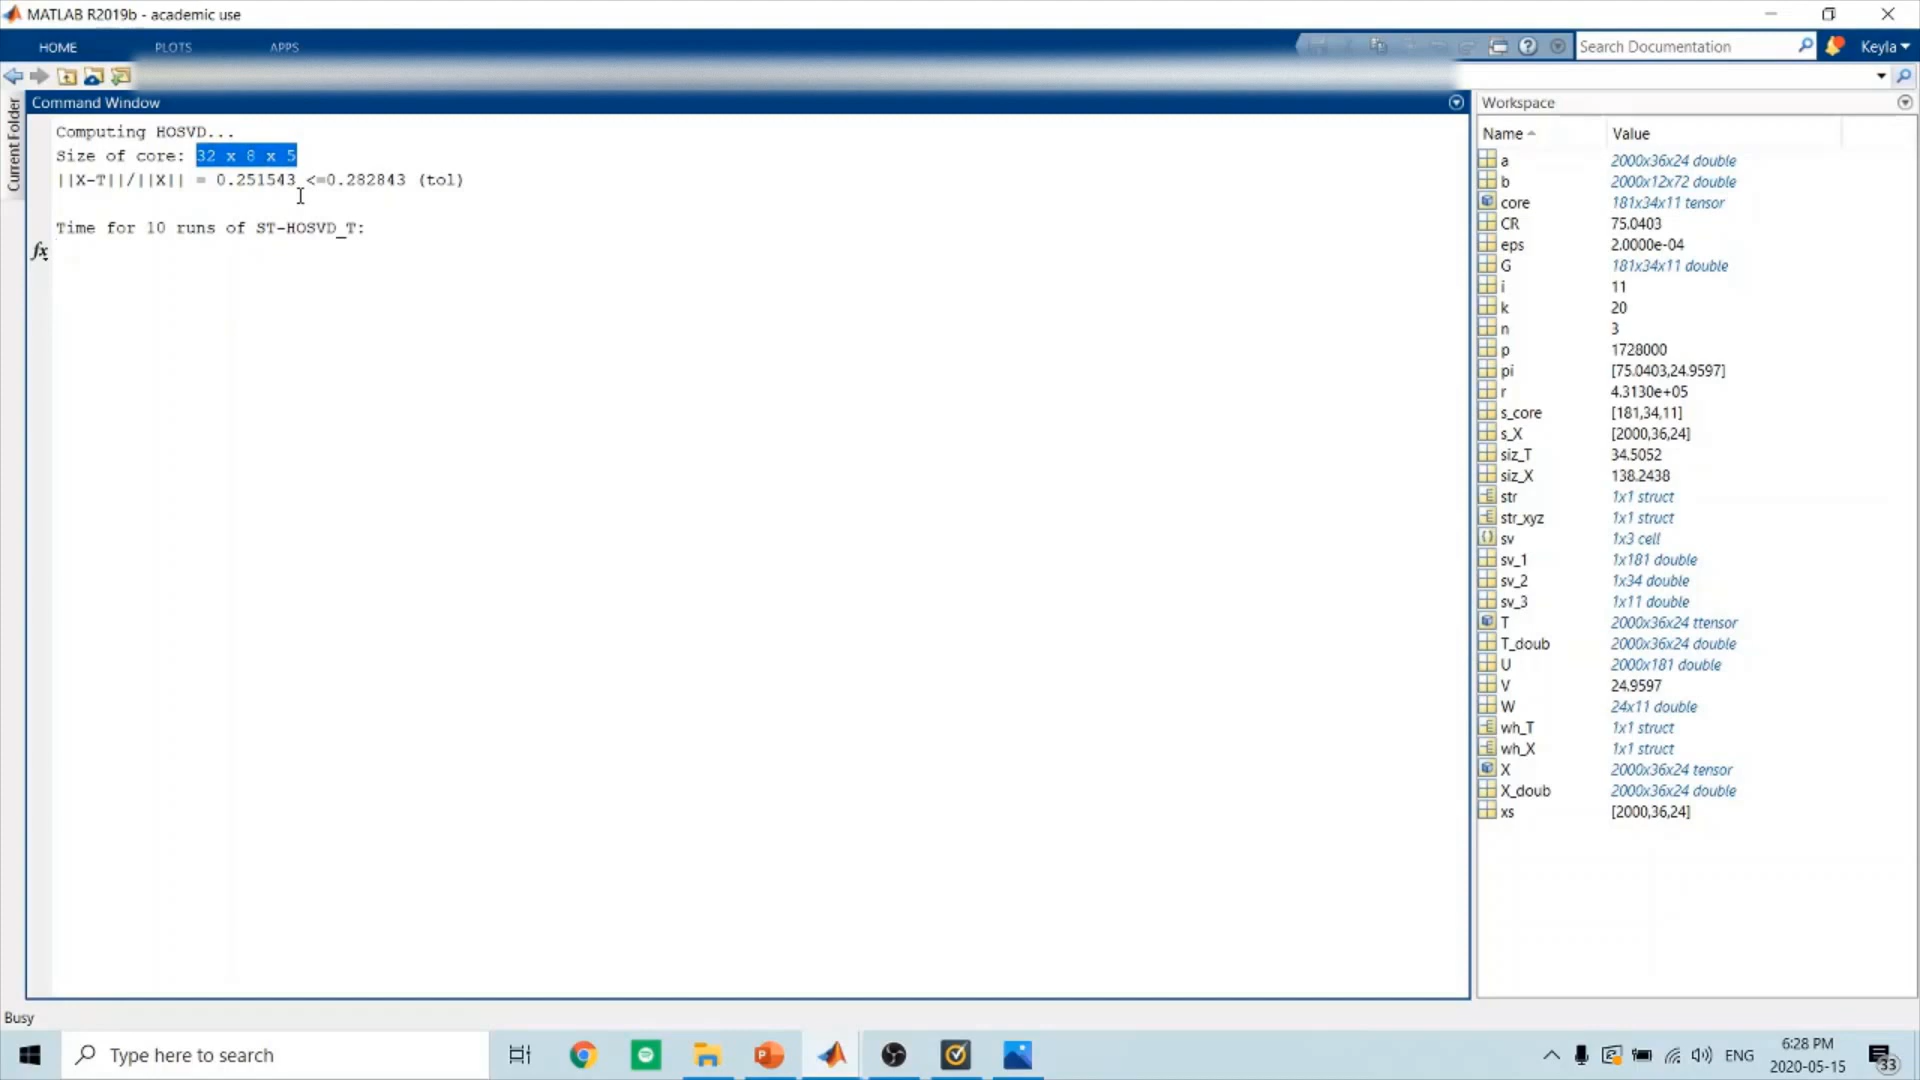 MATLAB R2019b - academic use
HOME PLOTS APPS
Search Documentation
Keyla
Current Folder
Command Window
Computing HOSVD...
Size of core: 32 x 8 x 5
||X-T||/||X|| = 0.251543 <=0.282843 (tol)
Time for 10 runs of ST-HOSVD_T:
fx
Workspace
Name Value
a 2000x36x24 double
b 2000x12x72 double
core 181x34x11 tensor
CR 75.0403
eps 2.0000e-04
G 181x34x11 double
i 11
k 20
n 3
p 1728000
pi [75.0403,24.9597]
r 4.3130e+05
s_core [181,34,11]
s_X [2000,36,24]
siz_T 34.5052
siz_X 138.2438
str 1x1 struct
str_xyz 1x1 struct
sv 1x3 cell
sv_1 1x181 double
sv_2 1x34 double
sv_3 1x11 double
T 2000x36x24 ttensor
T_doub 2000x36x24 double
U 2000x181 double
V 24.9597
W 24x11 double
wh_T 1x1 struct
wh_X 1x1 struct
X 2000x36x24 tensor
X_doub 2000x36x24 double
xs [2000,36,24]
Busy
Type here to search
ENG
6:28 PM
2020-05-15
33